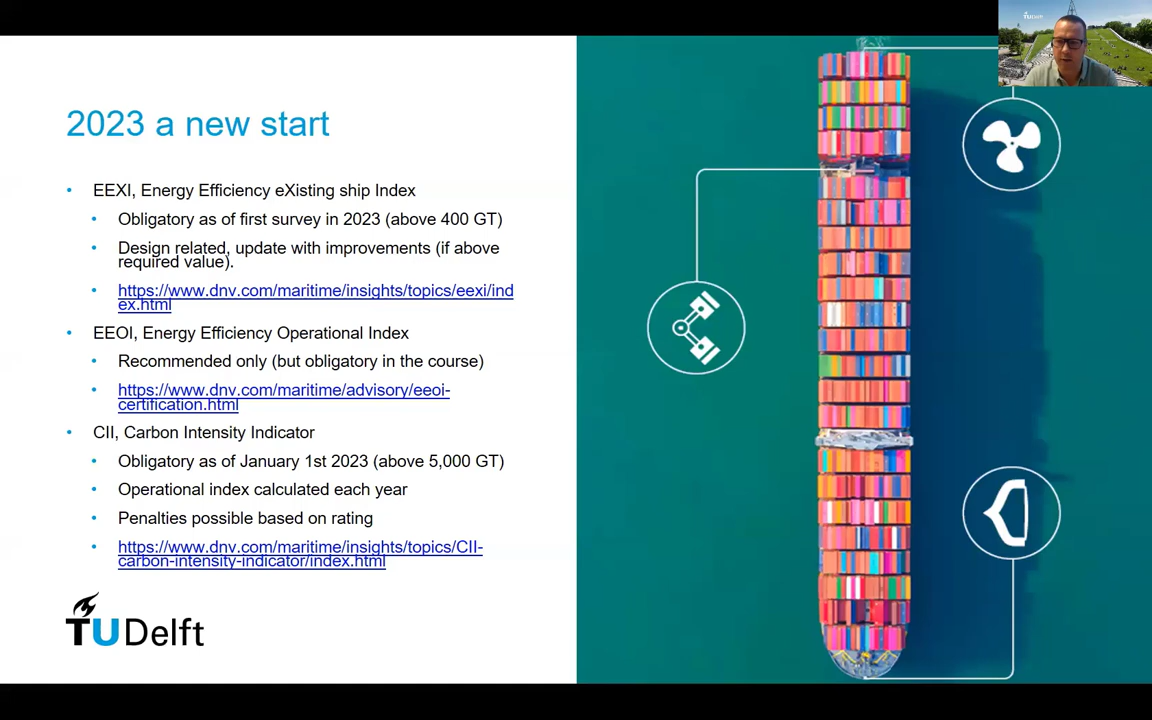 2023 a new start
• EEXI, Energy Efficiency eXisting ship Index
• Obligatory as of first survey in 2023 (above 400 GT)
• Design related, update with improvements (if above
required value).
• https://www.dnv.com/maritime/insights/topics/eexi/ind
ex.html
• EEOI, Energy Efficiency Operational Index
• Recommended only (but obligatory in the course)
• https://www.dnv.com/maritime/advisory/eeoi-
certification.html
• CII, Carbon Intensity Indicator
• Obligatory as of January 1st 2023 (above 5,000 GT)
• Operational index calculated each year
• Penalties possible based on rating
• https://www.dnv.com/maritime/insights/topics/CII-
carbon-intensity-indicator/index.html
TU Delft
TU Delft